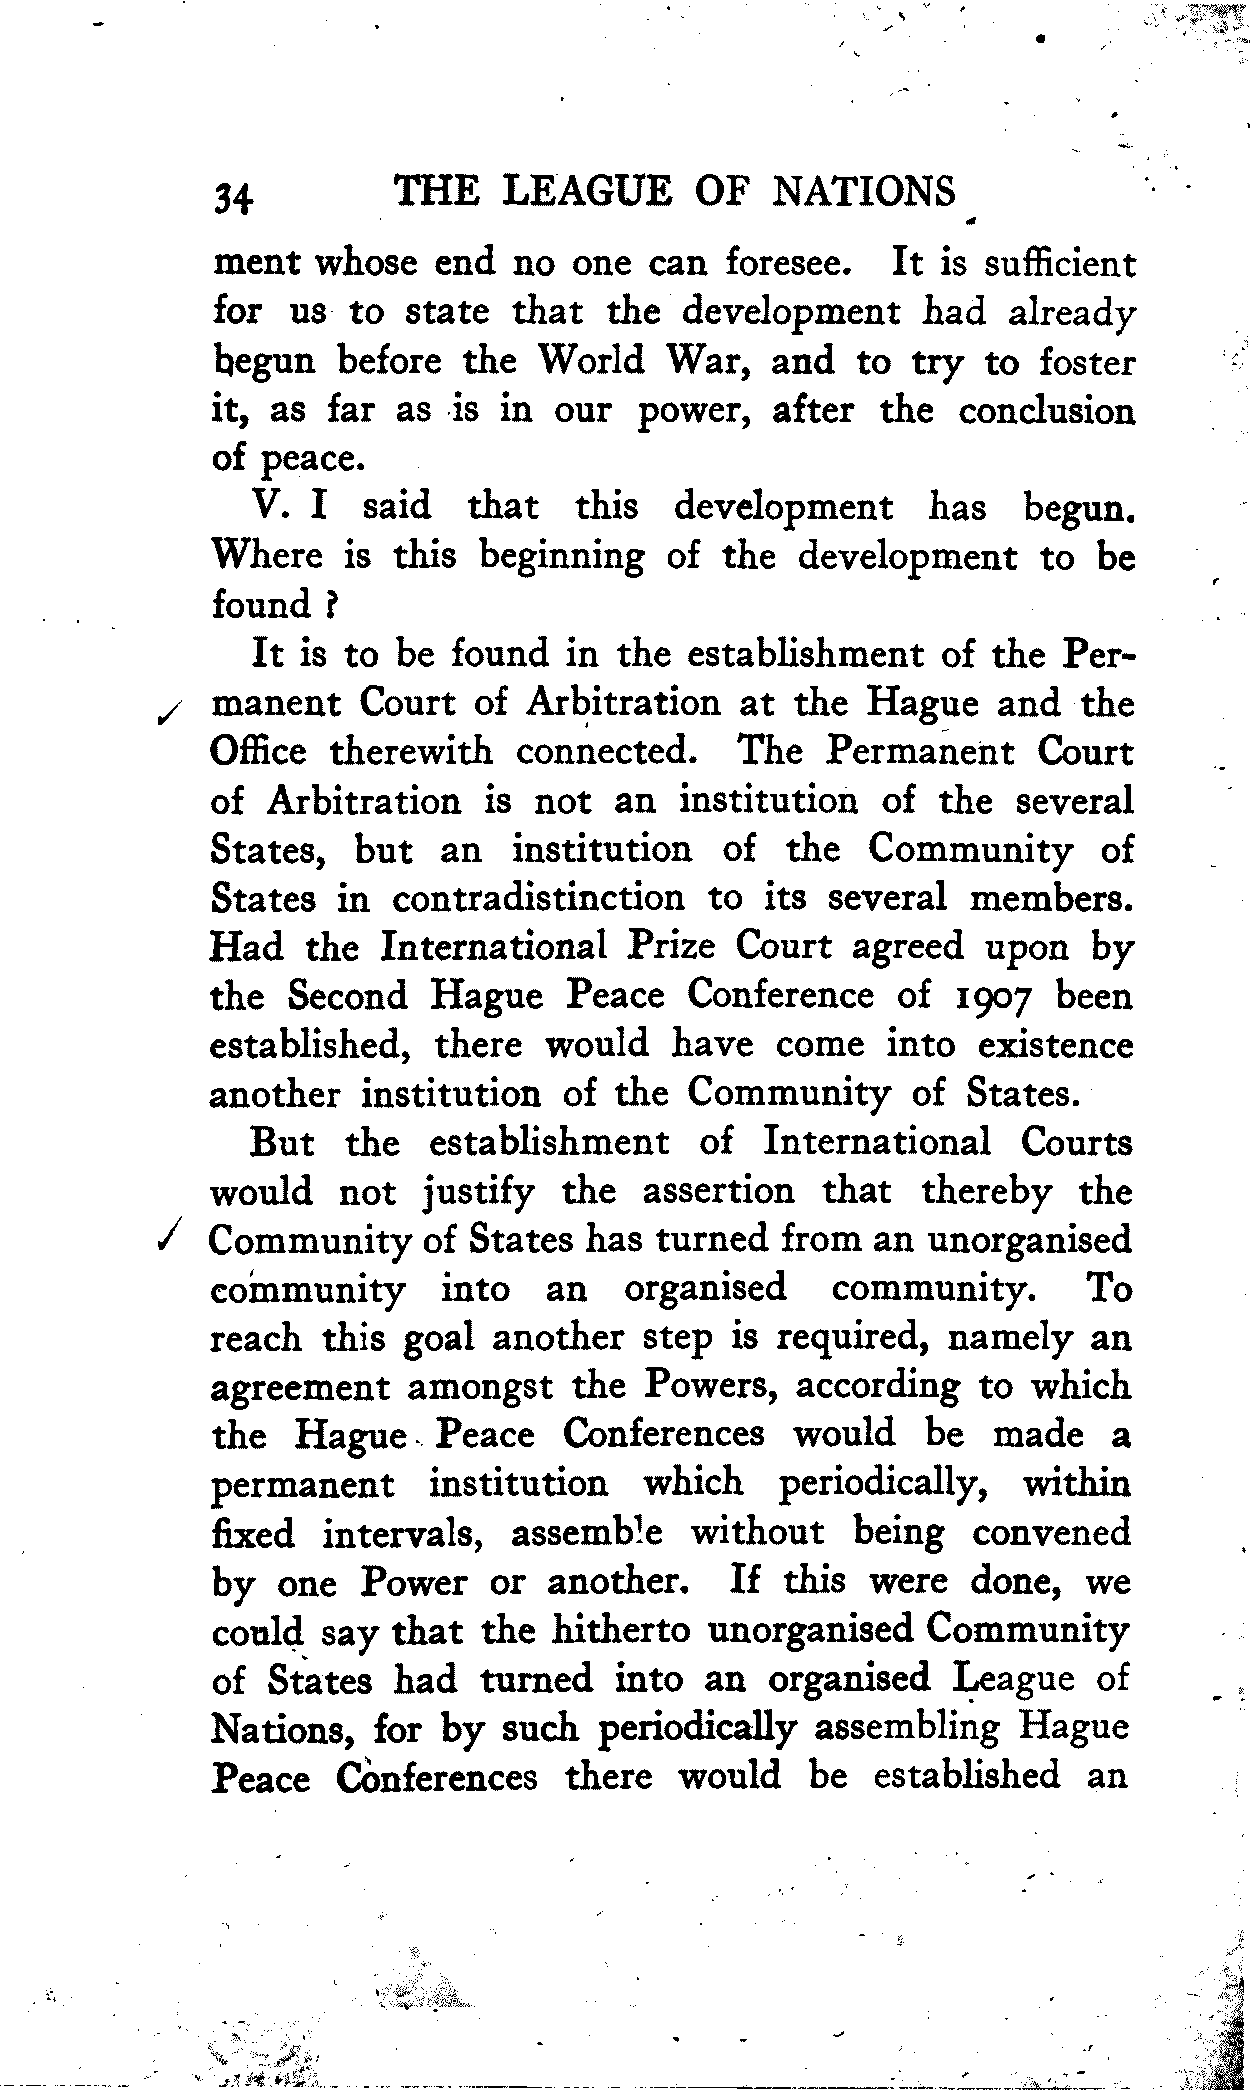 34 THE LEAGUE OF NATIONS
ment whose end no one can foresee. It is sufficient
for us to state that the development had already
begun before the World War, and to try to foster
it, as far as is in our power, after the conclusion
of peace.
V. I said that this development has begun.
Where is this beginning of the development to be
found ?
It is to be found in the establishment of the Per-
manent Court of Arbitration at the Hague and the
Office therewith connected. The Permanent Court
of Arbitration is not an institution of the several
States, but an institution of the Community of
States in contradistinction to its several members.
Had the International Prize Court agreed upon by
the Second Hague Peace Conference of 1907 been
established, there would have come into existence
another institution of the Community of States.
But the establishment of International Courts
would not justify the assertion that thereby the
Community of States has turned from an unorganised
community into an organised community. To
reach this goal another step is required, namely an
agreement amongst the Powers, according to which
the Hague Peace Conferences would be made a
permanent institution which periodically, within
fixed intervals, assemble without being convened
by one Power or another. If this were done, we
could say that the hitherto unorganised Community
of States had turned into an organised League of
Nations, for by such periodically assembling Hague
Peace Conferences there would be established an